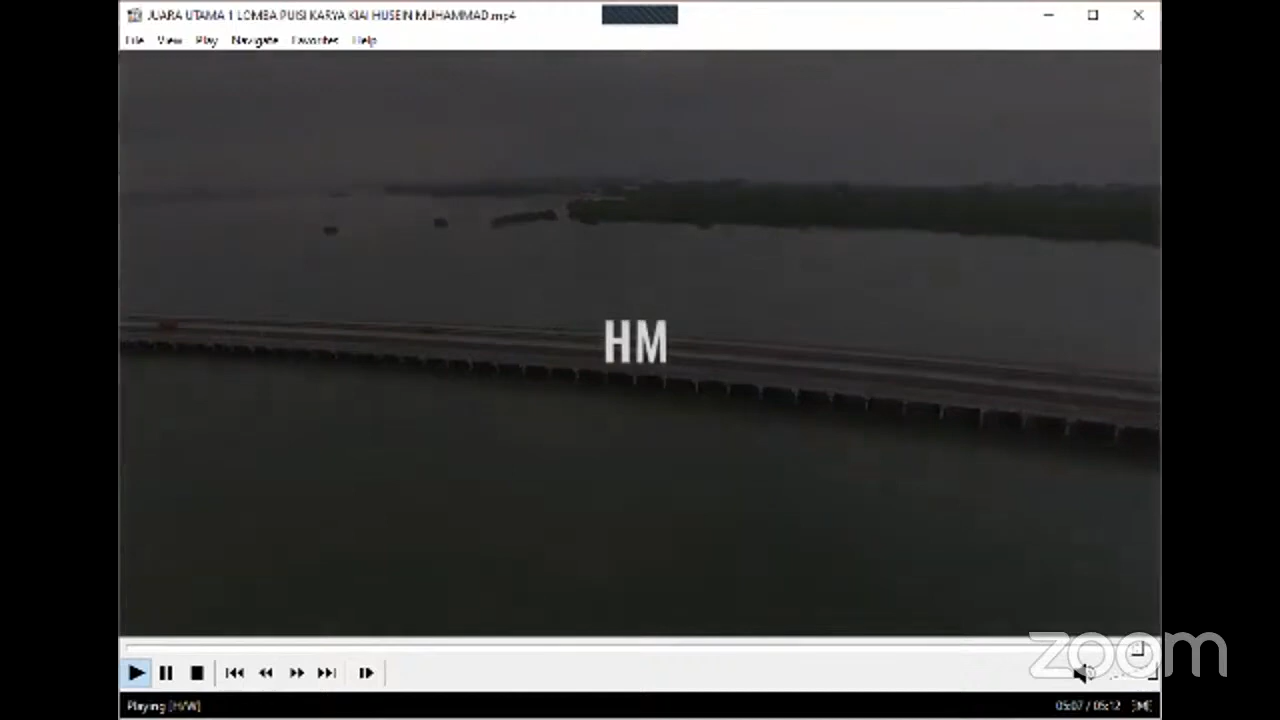 JUARA UTAMA 1 LOMBA PUISI KARYA KIAI HUSEIN MUHAMMAD.mp4
File View Play Navigate Favorites Help
HM
zoom
Playing [H/W]
05:07 / 05:12